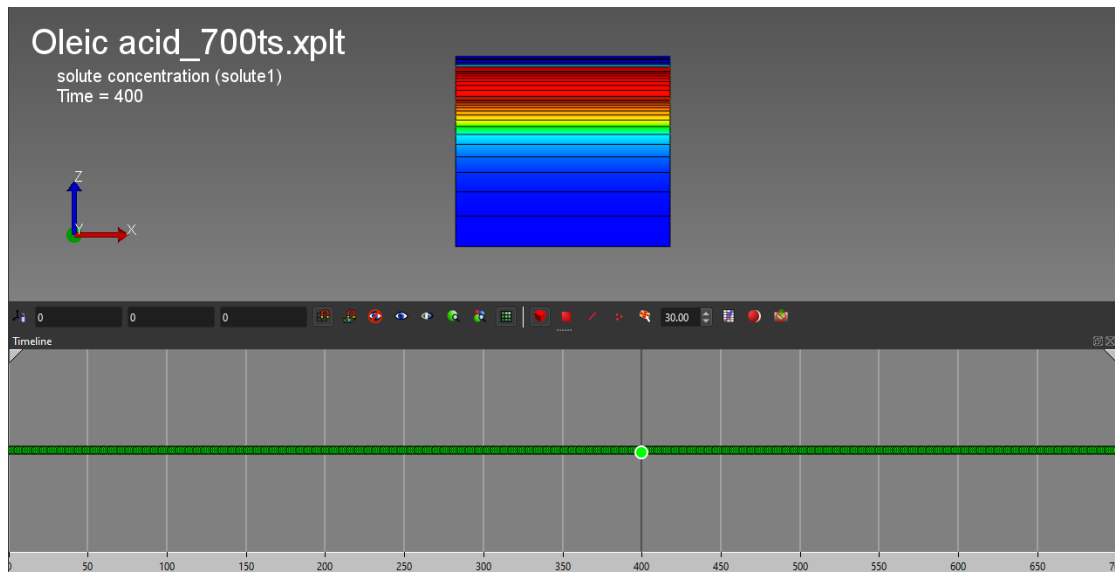 Oleic acid_700ts.xplt
solute concentration (solute1)
Time = 400
Z
Y
X
0 0 0 30.00
Timeline
0 50 100 150 200 250 300 350 400 450 500 550 600 650